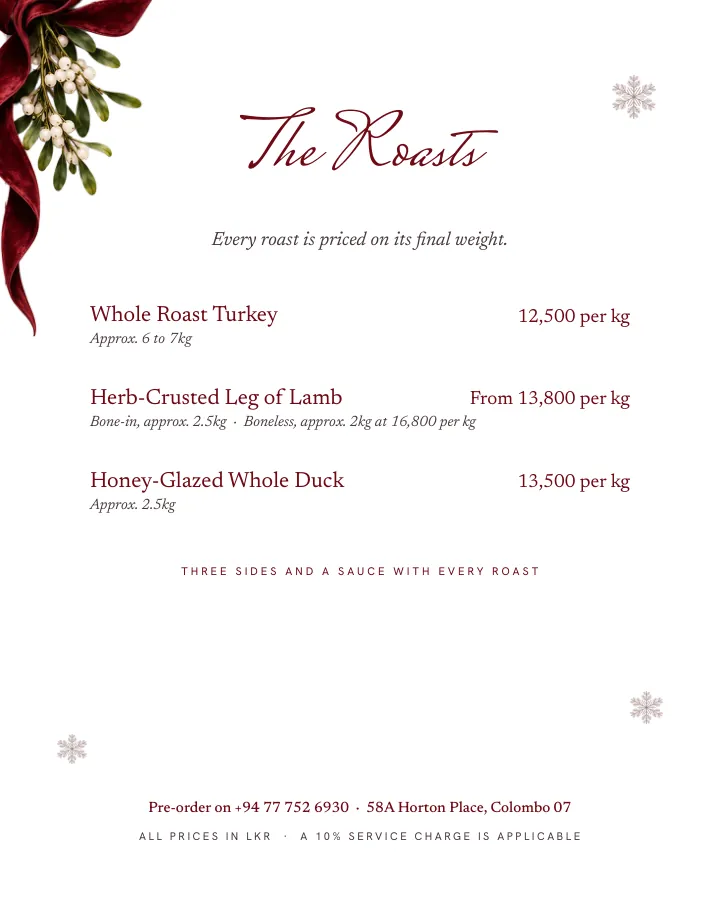 The Roasts
Every roast is priced on its final weight.
Whole Roast Turkey 12,500 per kg
Approx. 6 to 7kg
Herb-Crusted Leg of Lamb From 13,800 per kg
Bone-in, approx. 2.5kg · Boneless, approx. 2kg at 16,800 per kg
Honey-Glazed Whole Duck 13,500 per kg
Approx. 2.5kg
THREE SIDES AND A SAUCE WITH EVERY ROAST
Pre-order on +94 77 752 6930 · 58A Horton Place, Colombo 07
ALL PRICES IN LKR · A 10% SERVICE CHARGE IS APPLICABLE